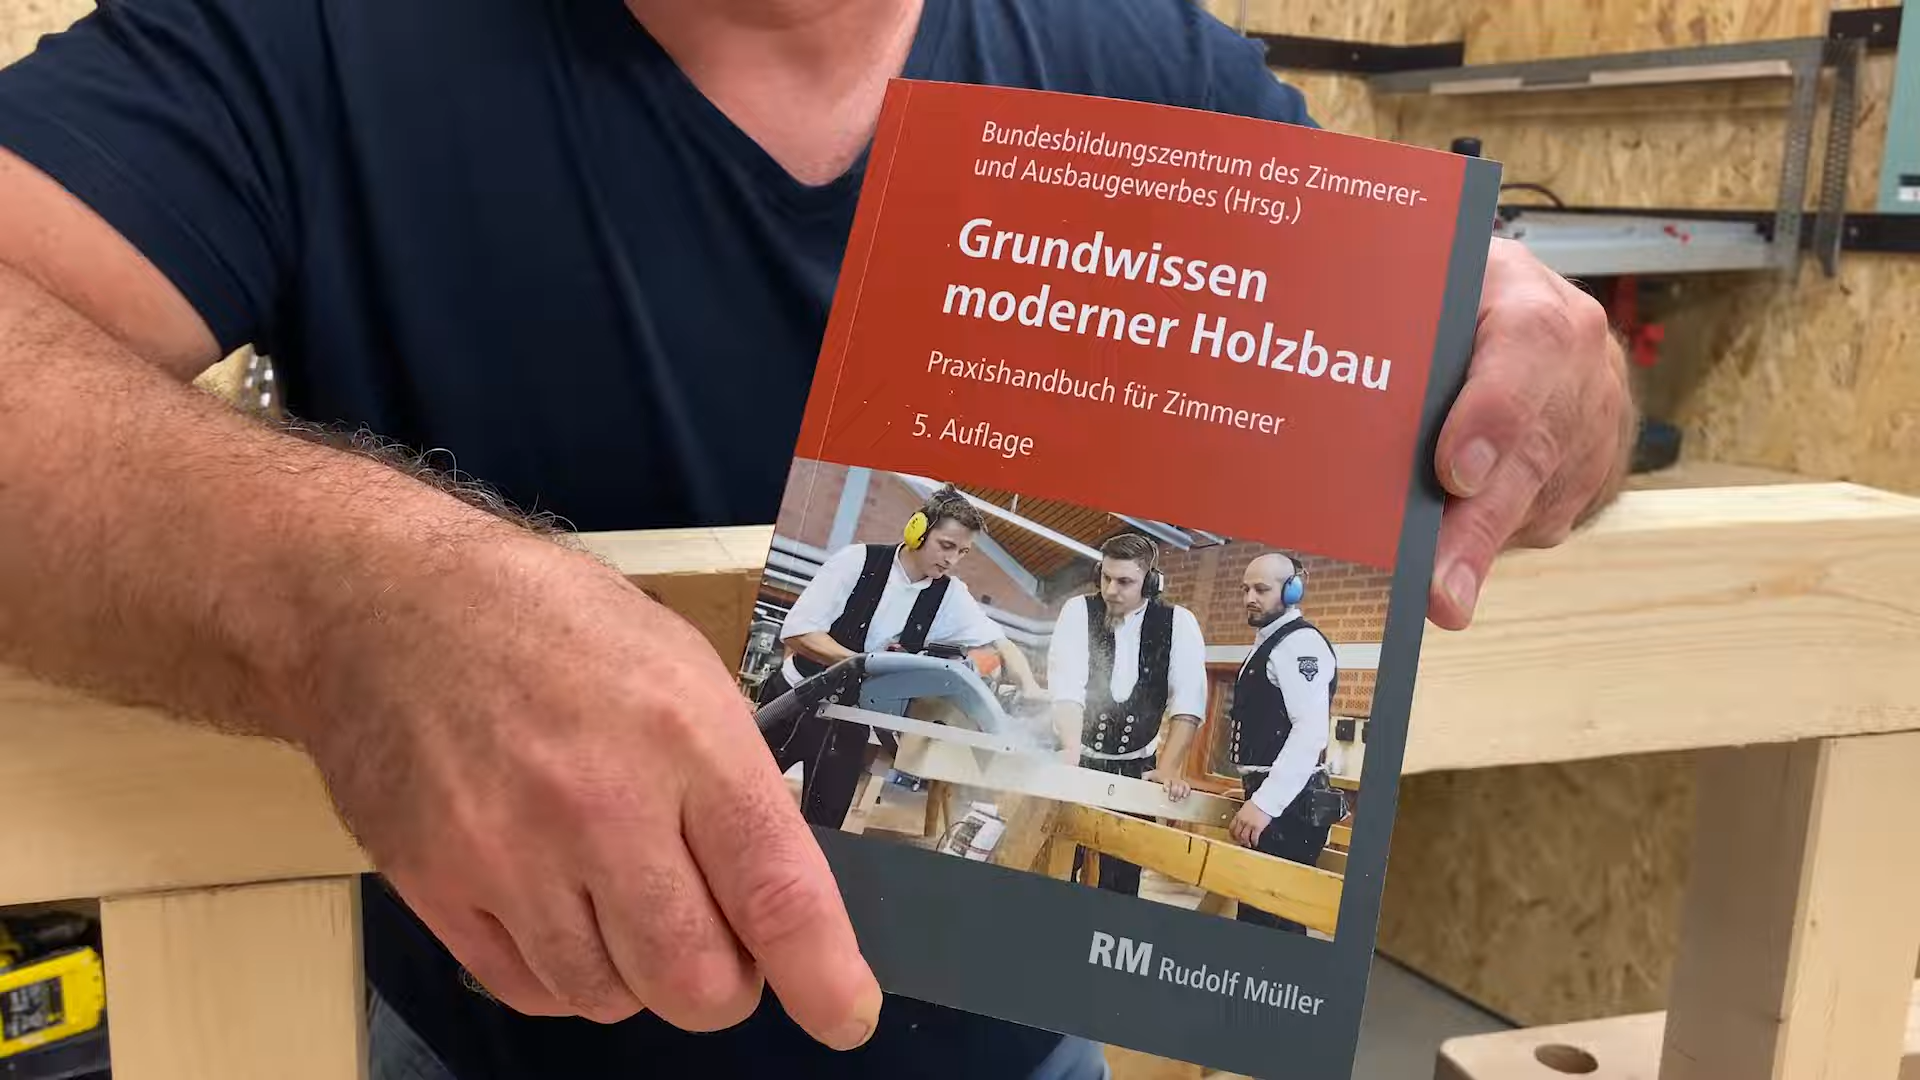 Bundesbildungszentrum des Zimmerer-
und Ausbaugewerbes (Hrsg.)
Grundwissen
moderner Holzbau
Praxishandbuch für Zimmerer
5. Auflage
RM Rudolf Müller